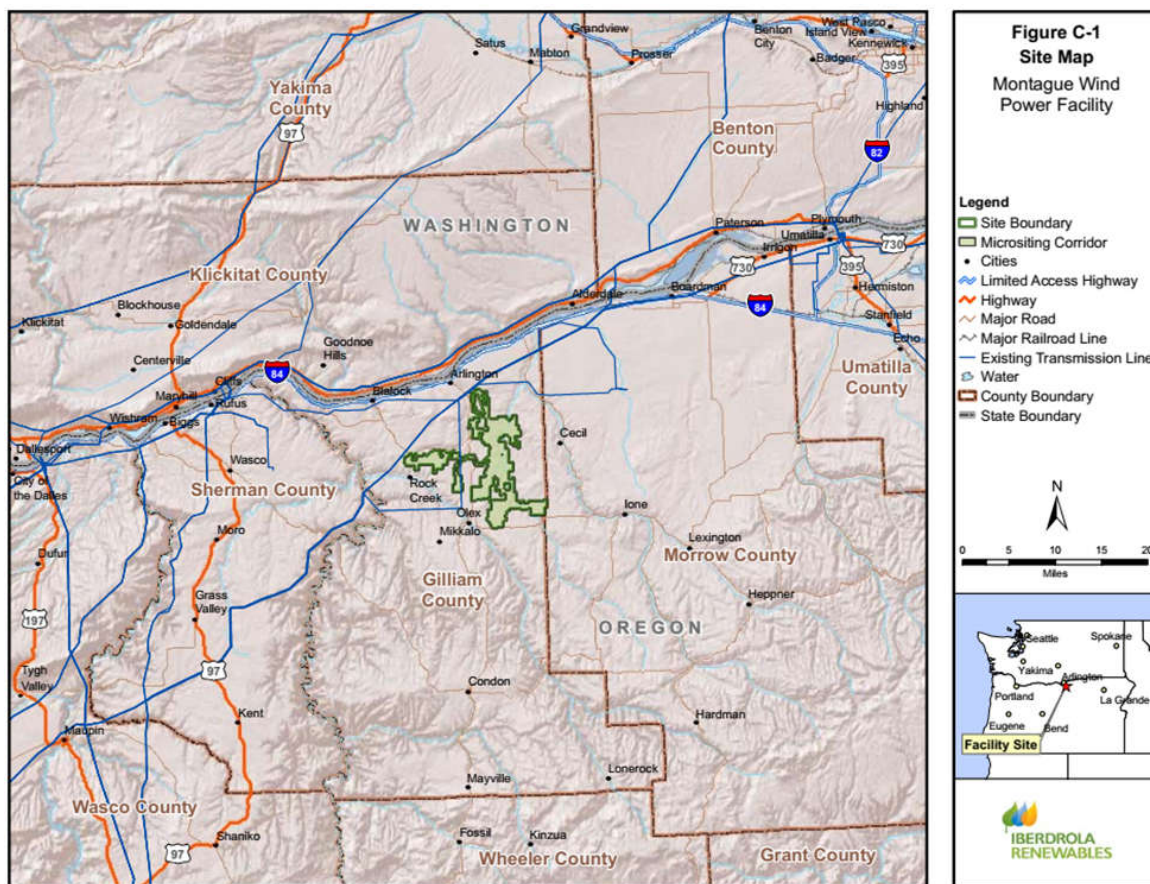 Grandview
Satus
Mabton
Prosser
Benton
City
West Pasco
Island View
Kennewick
Badger
395
Highland
Yakima
County
97
Benton
County
82
WASHINGTON
Paterson
Plymouth
Umatilla
Irrigon
730
730
395
Klickitat County
Alderdale
Boardman
Hermiston
84
Blockhouse
Klickitat
Goldendale
Stanfield
Echo
Centerville
Goodnoe
Hills
84
Arlington
Umatilla
County
Cliffs
Maryhill
Rufus
Blalock
Wishram
Biggs
Cecil
Dallesport
City of
the Dalles
Wasco
Sherman County
Rock
Creek
Olex
Mikkalo
Ione
Moro
Lexington
Morrow County
Dufur
Gilliam
County
Heppner
Grass
Valley
197
OREGON
97
Tygh
Valley
Condon
Kent
Hardman
Maupin
Mayville
Lonerock
Wasco County
Shaniko
97
Fossil
Kinzua
Wheeler County
Grant County
Figure C-1
Site Map
Montague Wind
Power Facility
Legend
Site Boundary
Micrositing Corridor
Cities
Limited Access Highway
Highway
Major Road
Major Railroad Line
Existing Transmission Line
Water
County Boundary
State Boundary
N
0 5 10 15 20
Miles
Seattle
Spokane
Yakima
Arlington
Portland
La Grande
Eugene
Bend
Facility Site
IBERDROLA
RENEWABLES